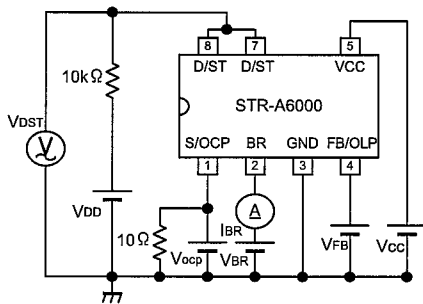 8 7 5
D/ST D/ST VCC
10kΩ
STR-A6000
VDST
V
S/OCP BR GND FB/OLP
1 2 3 4
A
VDD
10Ω
IBR
Vocp VBR VFB VCC